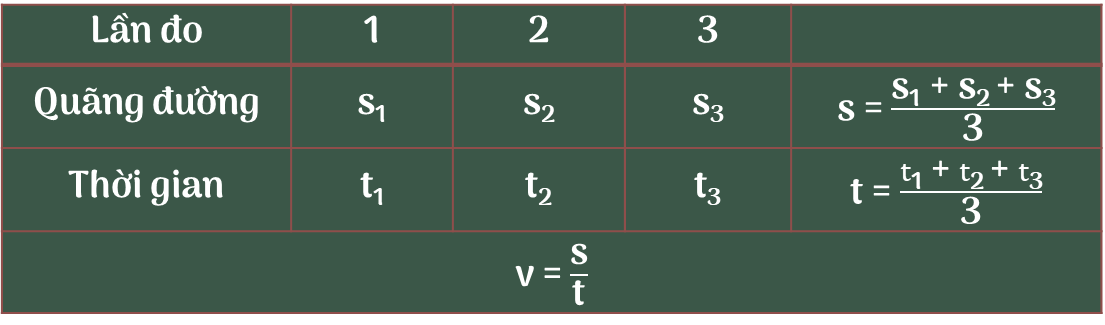 Lần đo 1 2 3
Quãng đường s₁ s₂ s₃ s = (s₁ + s₂ + s₃)/3
Thời gian t₁ t₂ t₃ t = (t₁ + t₂ + t₃)/3
v = s/t